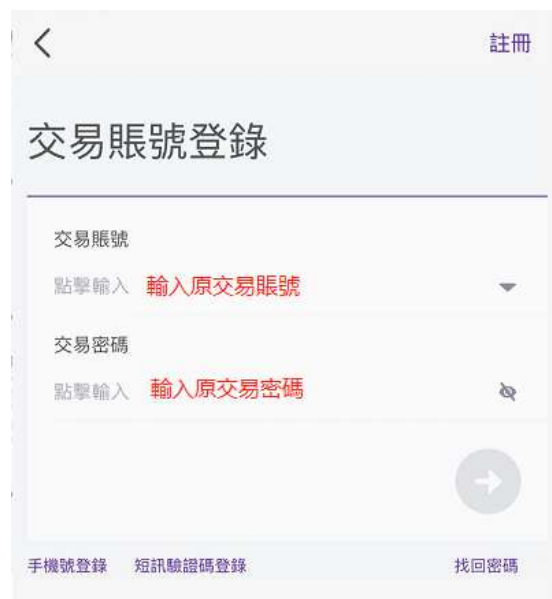 註冊
交易賬號登錄
交易賬號
點擊輸入 輸入原交易賬號
交易密碼
點擊輸入 輸入原交易密碼
手機號登錄 短訊驗證碼登錄 找回密碼